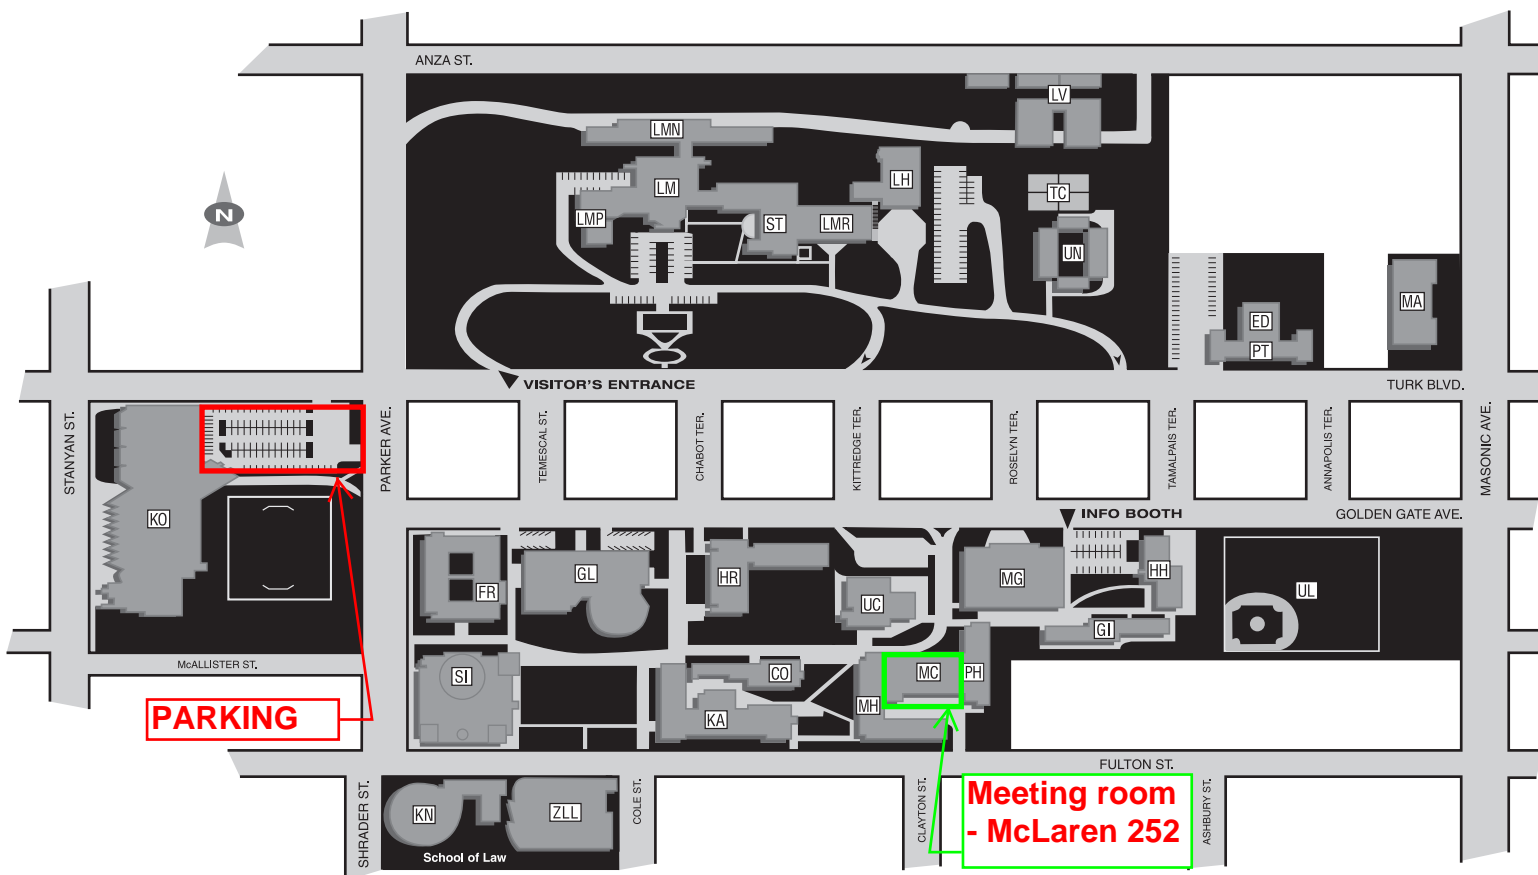 ANZA ST.
LV
LMN
LH
LM
TC
LMP
ST
LMR
N
UN
MA
ED
PT
VISITOR'S ENTRANCE
TURK BLVD.
STANYAN ST.
PARKER AVE.
TEMESCAL ST.
CHABOT TER.
KITTREDGE TER.
ROSELYN TER.
TAMALPAIS TER.
ANNAPOLIS TER.
MASONIC AVE.
KO
INFO BOOTH
GOLDEN GATE AVE.
FR
GL
HR
UC
MG
HH
UL
GI
McALLISTER ST.
SI
CO
MC
PH
KA
MH
PARKING
FULTON ST.
SHRADER ST.
KN
ZLL
COLE ST.
CLAYTON ST.
Meeting room
- McLaren 252
ASHBURY ST.
School of Law